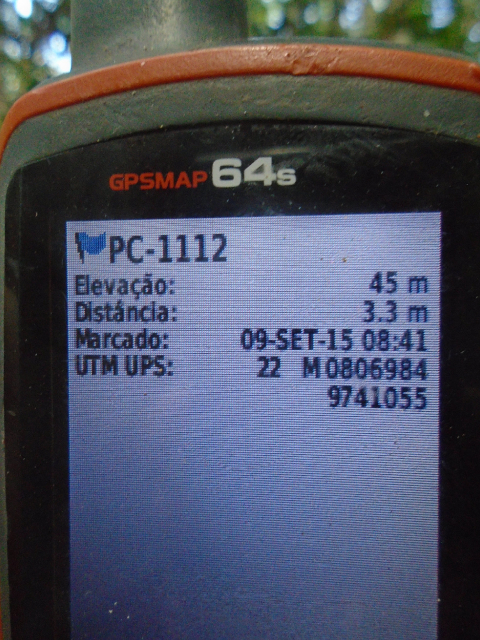 GPSMAP 64s
PC-1112
Elevação: 45 m
Distância: 3.3 m
Marcado: 09-SET-15 08:41
UTM UPS: 22 M 0806984
9741055